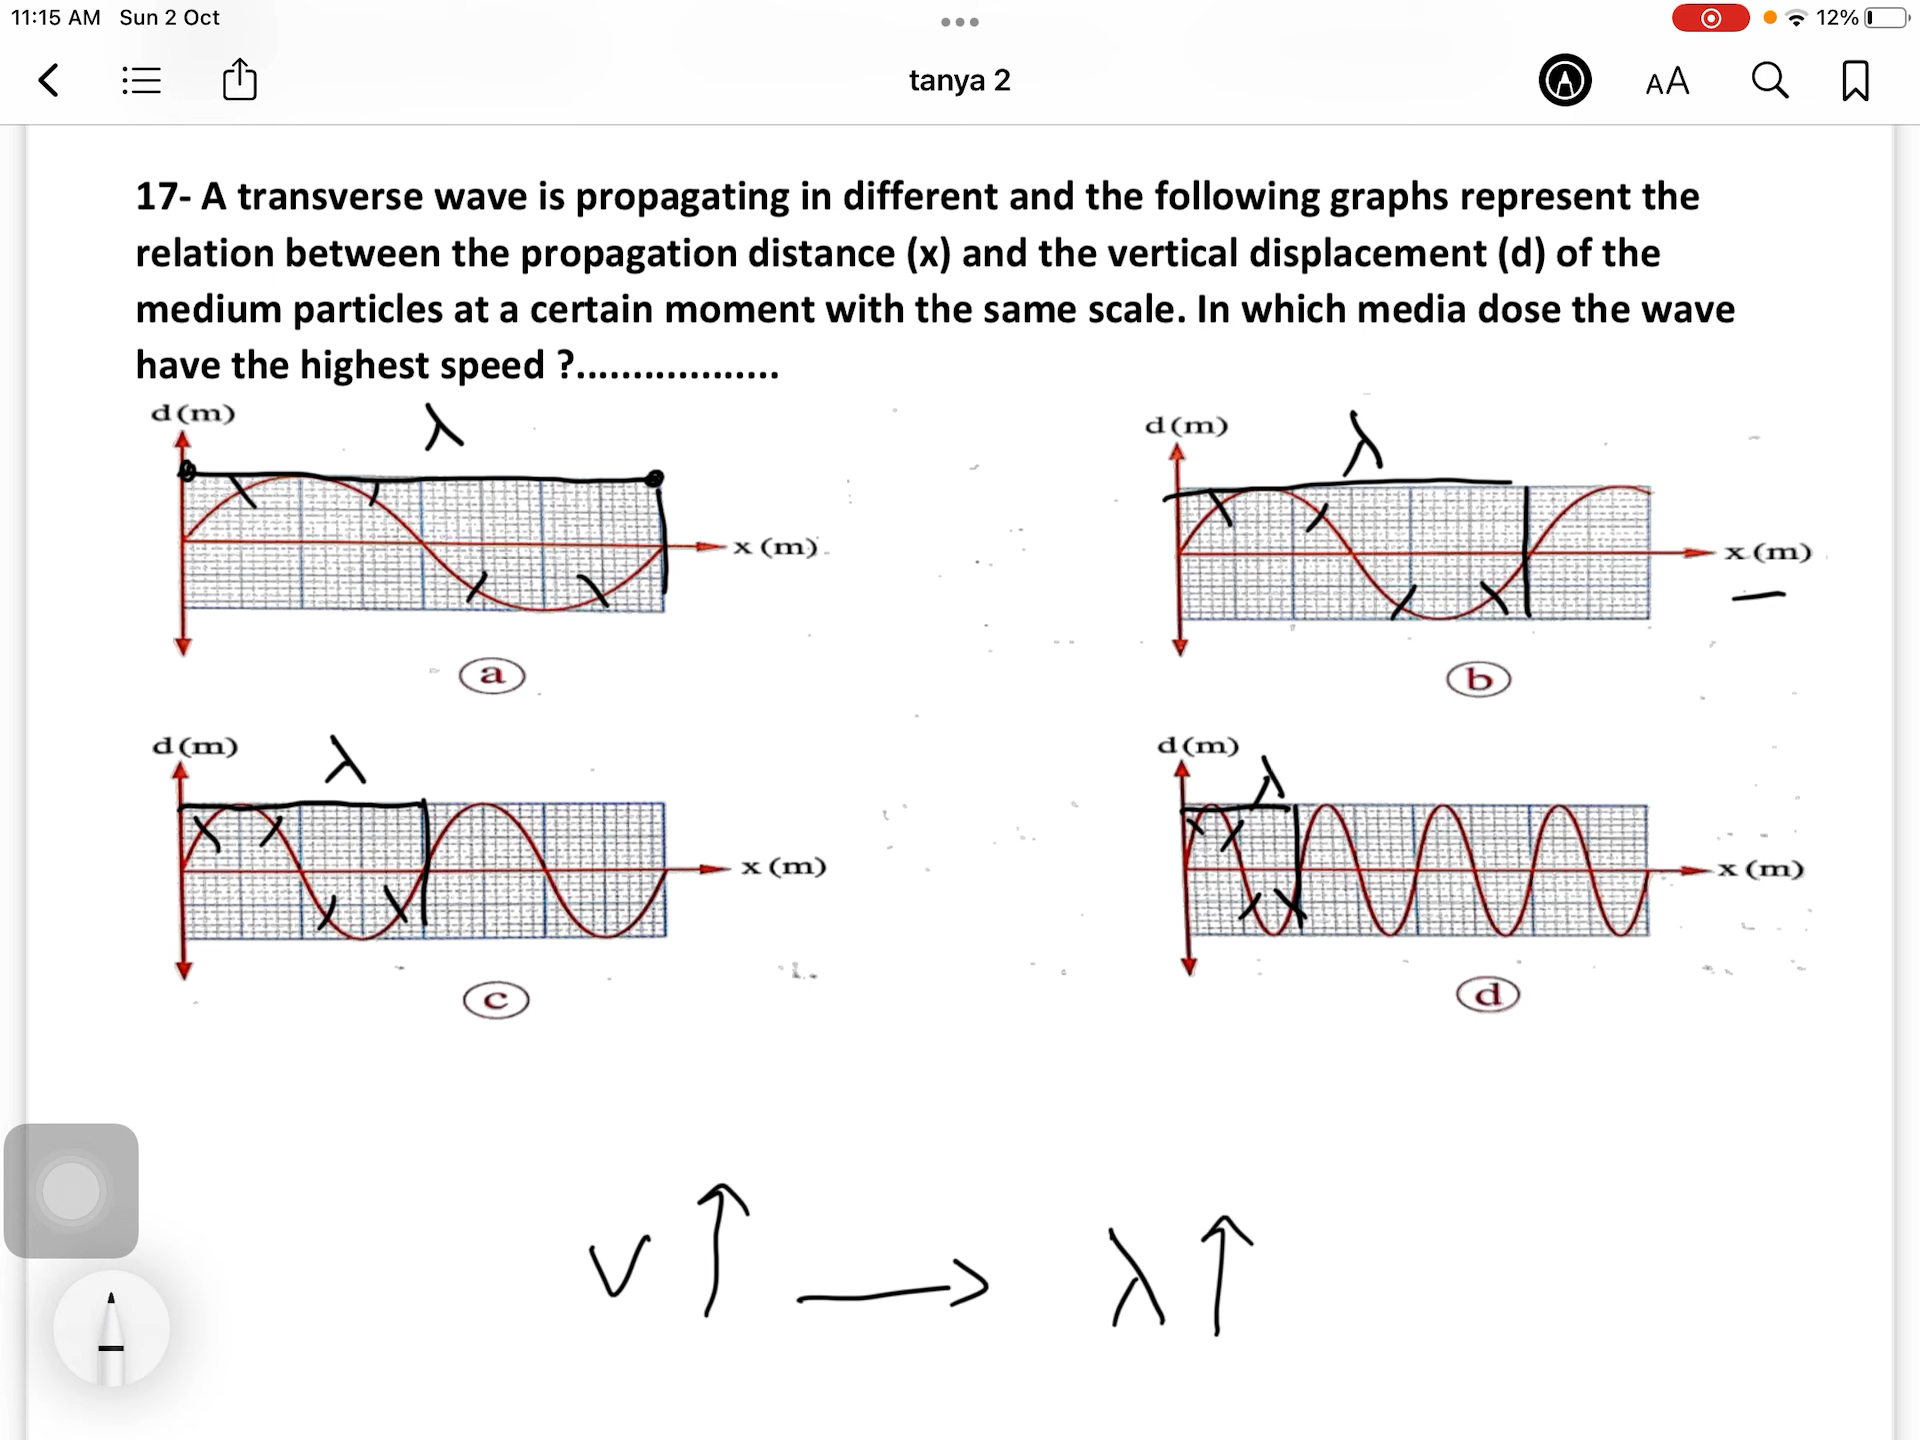 11:15 AM Sun 2 Oct
12%
tanya 2
AA
17- A transverse wave is propagating in different and the following graphs represent the
relation between the propagation distance (x) and the vertical displacement (d) of the
medium particles at a certain moment with the same scale. In which media dose the wave
have the highest speed ?..................
d (m)
λ
x (m)
a
d (m)
λ
x (m)
b
d (m)
λ
x (m)
c
d (m)
λ
x (m)
d
v ↑ → λ ↑